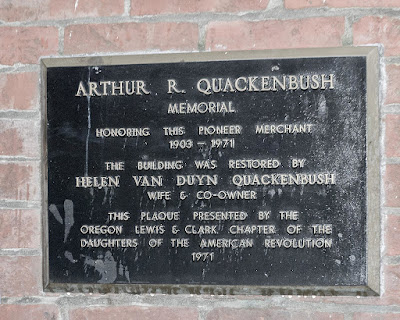 ARTHUR R. QUACKENBUSH
MEMORIAL
HONORING THIS PIONEER MERCHANT
1903 - 1971
THE BUILDING WAS RESTORED BY
HELEN VAN DUYN QUACKENBUSH
WIFE & CO-OWNER
THIS PLAQUE PRESENTED BY THE
OREGON LEWIS & CLARK CHAPTER OF THE
DAUGHTERS OF THE AMERICAN REVOLUTION
1971